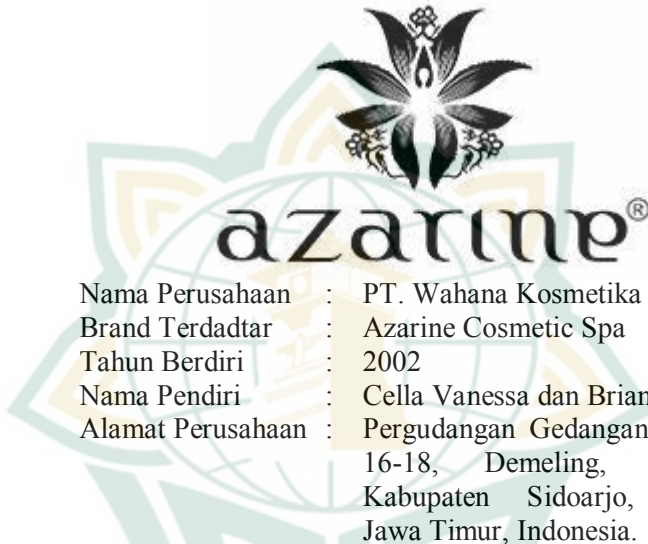 azarine®
Nama Perusahaan : PT. Wahana Kosmetika
Brand Terdadtar : Azarine Cosmetic Spa
Tahun Berdiri : 2002
Nama Pendiri : Cella Vanessa dan Brian
Alamat Perusahaan : Pergudangan Gedangan
16-18, Demeling,
Kabupaten Sidoarjo,
Jawa Timur, Indonesia.